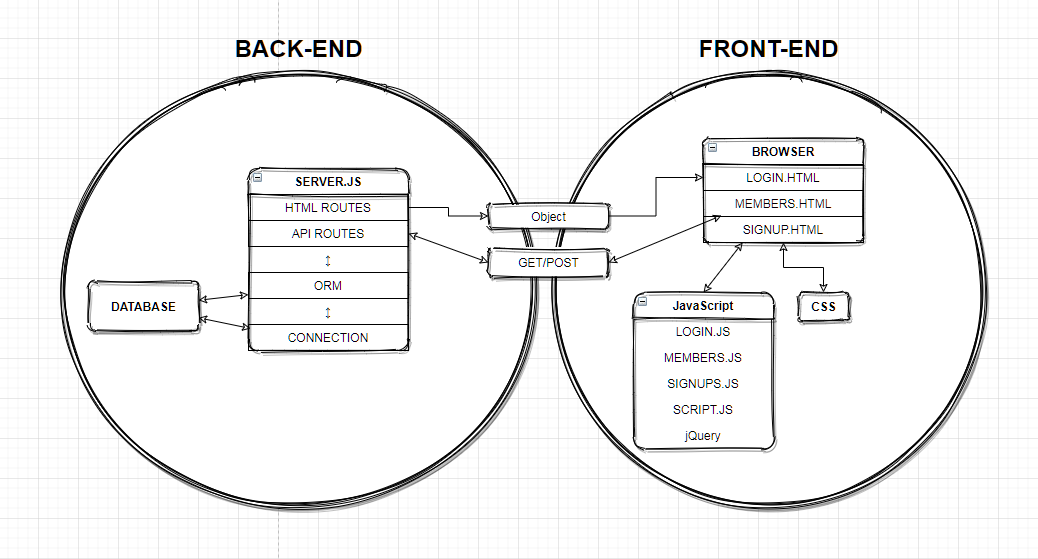 BACK-END
FRONT-END
SERVER.JS
HTML ROUTES
API ROUTES
↕
ORM
↕
CONNECTION
DATABASE
Object
GET/POST
BROWSER
LOGIN.HTML
MEMBERS.HTML
SIGNUP.HTML
JavaScript
LOGIN.JS
MEMBERS.JS
SIGNUPS.JS
SCRIPT.JS
jQuery
CSS